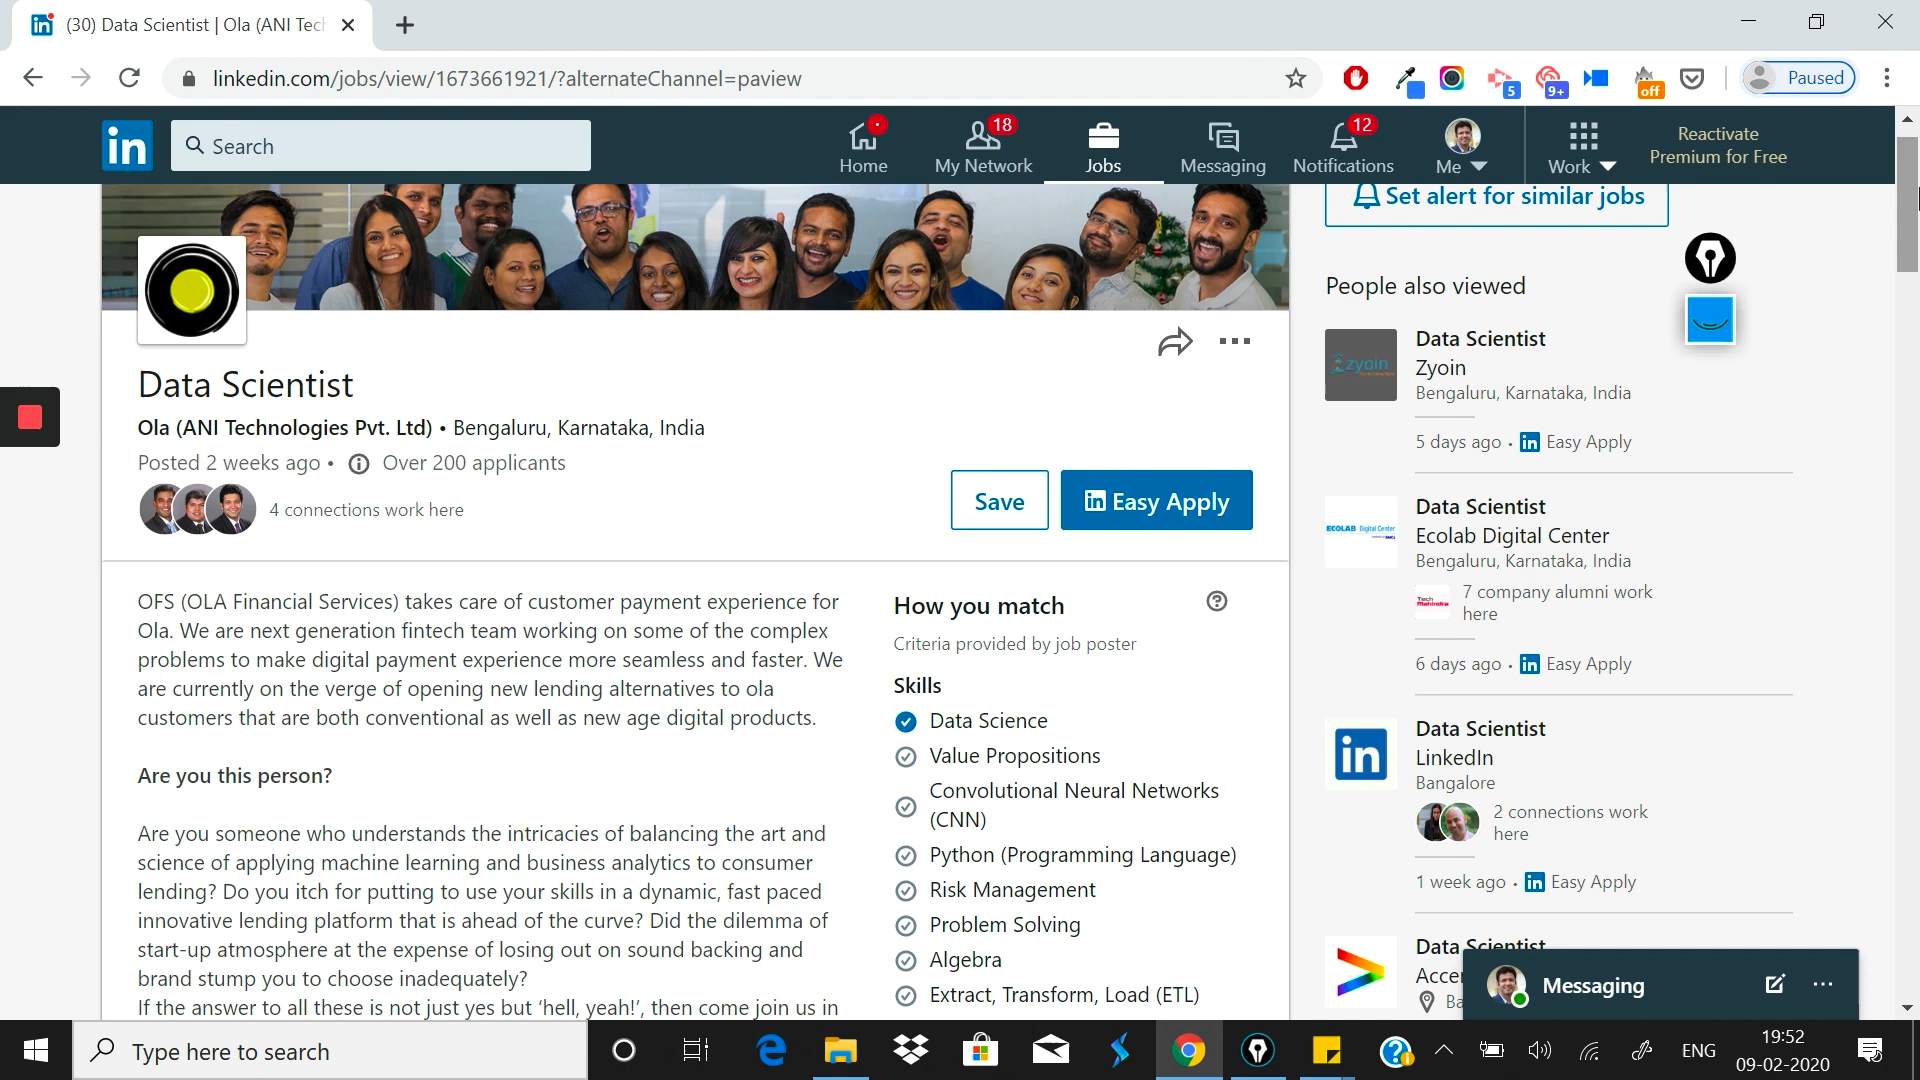 (30) Data Scientist | Ola (ANI Tech
linkedin.com/jobs/view/1673661921/?alternateChannel=paview
5
9+
off
Paused
in
Search
Home
18
My Network
Jobs
Messaging
12
Notifications
Me
Work
Reactivate
Premium for Free
Data Scientist
Ola (ANI Technologies Pvt. Ltd) • Bengaluru, Karnataka, India
Posted 2 weeks ago • Over 200 applicants
4 connections work here
Save
in Easy Apply
OFS (OLA Financial Services) takes care of customer payment experience for
Ola. We are next generation fintech team working on some of the complex
problems to make digital payment experience more seamless and faster. We
are currently on the verge of opening new lending alternatives to ola
customers that are both conventional as well as new age digital products.
Are you this person?
Are you someone who understands the intricacies of balancing the art and
science of applying machine learning and business analytics to consumer
lending? Do you itch for putting to use your skills in a dynamic, fast paced
innovative lending platform that is ahead of the curve? Did the dilemma of
start-up atmosphere at the expense of losing out on sound backing and
brand stump you to choose inadequately?
If the answer to all these is not just yes but ‘hell, yeah!’, then come join us in
How you match
Criteria provided by job poster
Skills
Data Science
Value Propositions
Convolutional Neural Networks
(CNN)
Python (Programming Language)
Risk Management
Problem Solving
Algebra
Extract, Transform, Load (ETL)
Set alert for similar jobs
People also viewed
zyoin
Data Scientist
Zyoin
Bengaluru, Karnataka, India
5 days ago · in Easy Apply
ECOLAB Digital Center
Data Scientist
Ecolab Digital Center
Bengaluru, Karnataka, India
Tech
Mahindra
7 company alumni work
here
6 days ago · in Easy Apply
in
Data Scientist
LinkedIn
Bangalore
2 connections work
here
1 week ago · in Easy Apply
Data Scientist
Messaging
Type here to search
ENG
19:52
09-02-2020